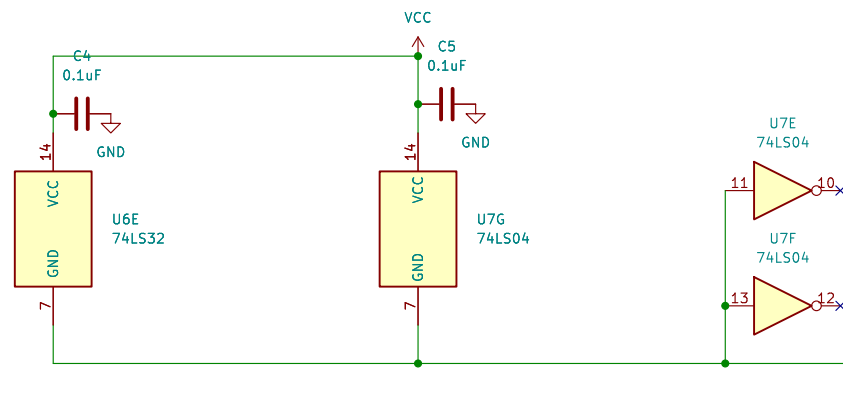 VCC
C4
0.1uF
C5
0.1uF
GND
GND
14
VCC
GND
7
U6E
74LS32
14
VCC
GND
7
U7G
74LS04
U7E
74LS04
11
10
U7F
74LS04
13
12